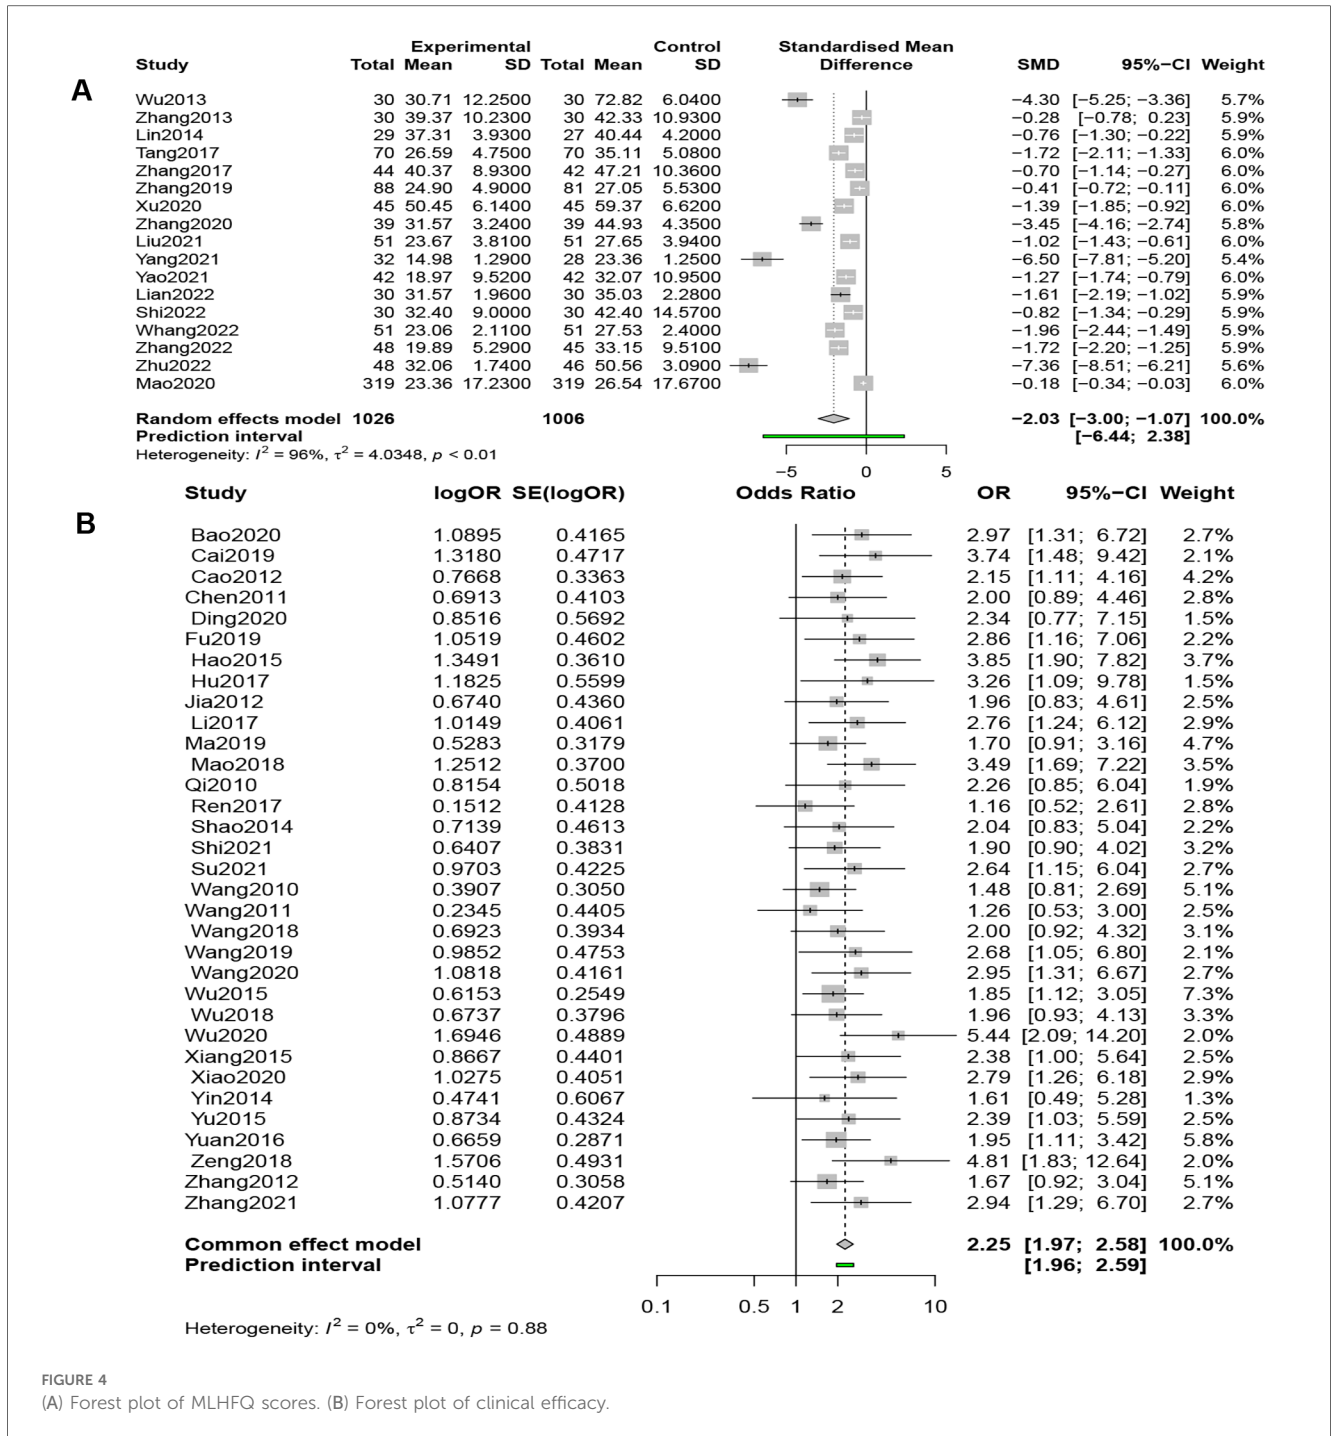 Experimental Control Standardised Mean
Study Total Mean SD Total Mean SD Difference SMD 95%−CI Weight
A
Wu2013 30 30.71 12.2500 30 72.82 6.0400 −4.30 [−5.25; −3.36] 5.7%
Zhang2013 30 39.37 10.2300 30 42.33 10.9300 −0.28 [−0.78; 0.23] 5.9%
Lin2014 29 37.31 3.9300 27 40.44 4.2000 −0.76 [−1.30; −0.22] 5.9%
Tang2017 70 26.59 4.7500 70 35.11 5.0800 −1.72 [−2.11; −1.33] 6.0%
Zhang2017 44 40.37 8.9300 42 47.21 10.3600 −0.70 [−1.14; −0.27] 6.0%
Zhang2019 88 24.90 4.9000 81 27.05 5.5300 −0.41 [−0.72; −0.11] 6.0%
Xu2020 45 50.45 6.1400 45 59.37 6.6200 −1.39 [−1.85; −0.92] 6.0%
Zhang2020 39 31.57 3.2400 39 44.93 4.3500 −3.45 [−4.16; −2.74] 5.8%
Liu2021 51 23.67 3.8100 51 27.65 3.9400 −1.02 [−1.43; −0.61] 6.0%
Yang2021 32 14.98 1.2900 28 23.36 1.2500 −6.50 [−7.81; −5.20] 5.4%
Yao2021 42 18.97 9.5200 42 32.07 10.9500 −1.27 [−1.74; −0.79] 6.0%
Lian2022 30 31.57 1.9600 30 35.03 2.2800 −1.61 [−2.19; −1.02] 5.9%
Shi2022 30 32.40 9.0000 30 42.40 14.5700 −0.82 [−1.34; −0.29] 5.9%
Whang2022 51 23.06 2.1100 51 27.53 2.4000 −1.96 [−2.44; −1.49] 5.9%
Zhang2022 48 19.89 5.2900 45 33.15 9.5100 −1.72 [−2.20; −1.25] 5.9%
Zhu2022 48 32.06 1.7400 46 50.56 3.0900 −7.36 [−8.51; −6.21] 5.6%
Mao2020 319 23.36 17.2300 319 26.54 17.6700 −0.18 [−0.34; −0.03] 6.0%
Random effects model 1026 1006 −2.03 [−3.00; −1.07] 100.0%
Prediction interval [−6.44; 2.38]
Heterogeneity: I² = 96%, τ² = 4.0348, p < 0.01
−5 0 5
Study logOR SE(logOR) Odds Ratio OR 95%−CI Weight
B
Bao2020 1.0895 0.4165 2.97 [1.31; 6.72] 2.7%
Cai2019 1.3180 0.4717 3.74 [1.48; 9.42] 2.1%
Cao2012 0.7668 0.3363 2.15 [1.11; 4.16] 4.2%
Chen2011 0.6913 0.4103 2.00 [0.89; 4.46] 2.8%
Ding2020 0.8516 0.5692 2.34 [0.77; 7.15] 1.5%
Fu2019 1.0519 0.4602 2.86 [1.16; 7.06] 2.2%
Hao2015 1.3491 0.3610 3.85 [1.90; 7.82] 3.7%
Hu2017 1.1825 0.5599 3.26 [1.09; 9.78] 1.5%
Jia2012 0.6740 0.4360 1.96 [0.83; 4.61] 2.5%
Li2017 1.0149 0.4061 2.76 [1.24; 6.12] 2.9%
Ma2019 0.5283 0.3179 1.70 [0.91; 3.16] 4.7%
Mao2018 1.2512 0.3700 3.49 [1.69; 7.22] 3.5%
Qi2010 0.8154 0.5018 2.26 [0.85; 6.04] 1.9%
Ren2017 0.1512 0.4128 1.16 [0.52; 2.61] 2.8%
Shao2014 0.7139 0.4613 2.04 [0.83; 5.04] 2.2%
Shi2021 0.6407 0.3831 1.90 [0.90; 4.02] 3.2%
Su2021 0.9703 0.4225 2.64 [1.15; 6.04] 2.7%
Wang2010 0.3907 0.3050 1.48 [0.81; 2.69] 5.1%
Wang2011 0.2345 0.4405 1.26 [0.53; 3.00] 2.5%
Wang2018 0.6923 0.3934 2.00 [0.92; 4.32] 3.1%
Wang2019 0.9852 0.4753 2.68 [1.05; 6.80] 2.1%
Wang2020 1.0818 0.4161 2.95 [1.31; 6.67] 2.7%
Wu2015 0.6153 0.2549 1.85 [1.12; 3.05] 7.3%
Wu2018 0.6737 0.3796 1.96 [0.93; 4.13] 3.3%
Wu2020 1.6946 0.4889 5.44 [2.09; 14.20] 2.0%
Xiang2015 0.8667 0.4401 2.38 [1.00; 5.64] 2.5%
Xiao2020 1.0275 0.4051 2.79 [1.26; 6.18] 2.9%
Yin2014 0.4741 0.6067 1.61 [0.49; 5.28] 1.3%
Yu2015 0.8734 0.4324 2.39 [1.03; 5.59] 2.5%
Yuan2016 0.6659 0.2871 1.95 [1.11; 3.42] 5.8%
Zeng2018 1.5706 0.4931 4.81 [1.83; 12.64] 2.0%
Zhang2012 0.5140 0.3058 1.67 [0.92; 3.04] 5.1%
Zhang2021 1.0777 0.4207 2.94 [1.29; 6.70] 2.7%
Common effect model 2.25 [1.97; 2.58] 100.0%
Prediction interval [1.96; 2.59]
0.1 0.5 1 2 10
Heterogeneity: I² = 0%, τ² = 0, p = 0.88
FIGURE 4
(A) Forest plot of MLHFQ scores. (B) Forest plot of clinical efficacy.